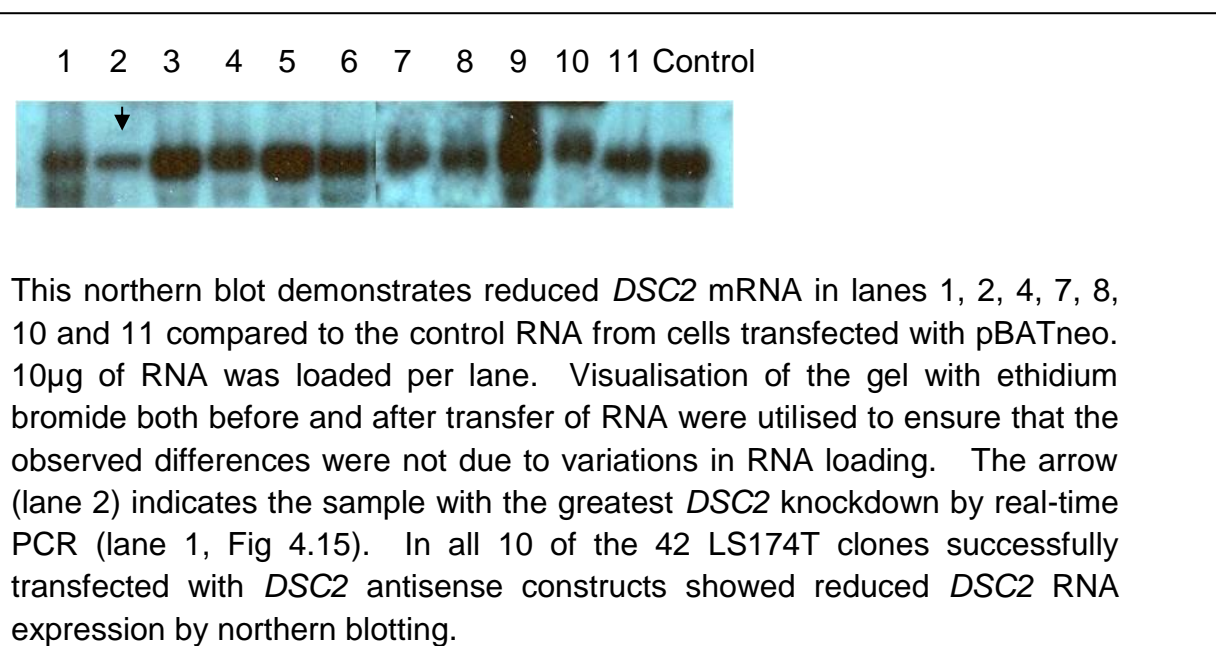 1 2 3 4 5 6 7 8 9 10 11 Control
This northern blot demonstrates reduced DSC2 mRNA in lanes 1, 2, 4, 7, 8,
10 and 11 compared to the control RNA from cells transfected with pBATneo.
10µg of RNA was loaded per lane. Visualisation of the gel with ethidium
bromide both before and after transfer of RNA were utilised to ensure that the
observed differences were not due to variations in RNA loading. The arrow
(lane 2) indicates the sample with the greatest DSC2 knockdown by real-time
PCR (lane 1, Fig 4.15). In all 10 of the 42 LS174T clones successfully
transfected with DSC2 antisense constructs showed reduced DSC2 RNA
expression by northern blotting.